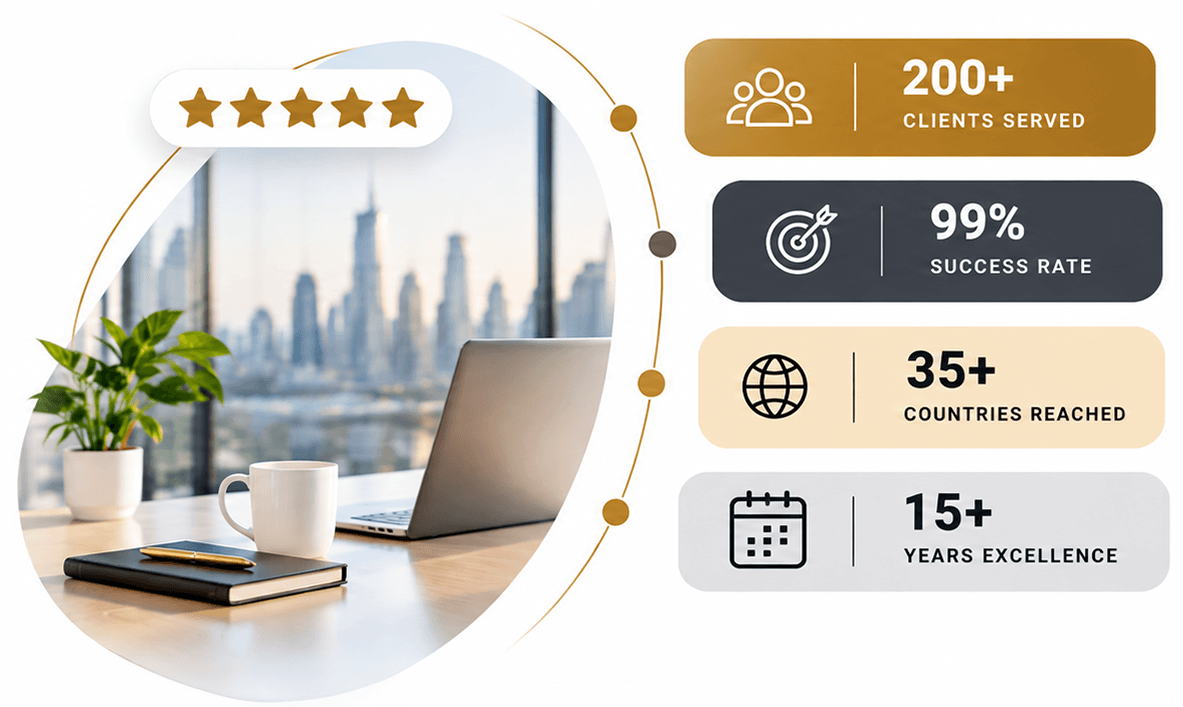 200+
CLIENTS SERVED
99%
SUCCESS RATE
35+
COUNTRIES REACHED
15+
YEARS EXCELLENCE